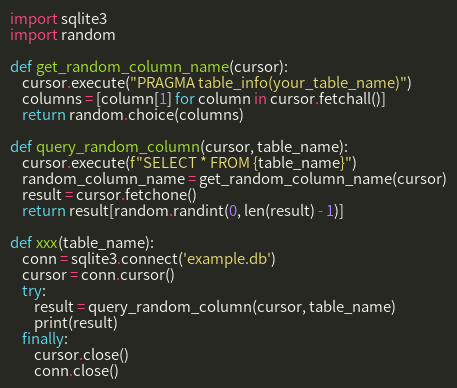 import sqlite3
import random

def get_random_column_name(cursor):
    cursor.execute("PRAGMA table_info(your_table_name)")
    columns = [column[1] for column in cursor.fetchall()]
    return random.choice(columns)

def query_random_column(cursor, table_name):
    cursor.execute(f"SELECT * FROM {table_name}")
    random_column_name = get_random_column_name(cursor)
    result = cursor.fetchone()
    return result[random.randint(0, len(result) - 1)]

def xxx(table_name):
    conn = sqlite3.connect('example.db')
    cursor = conn.cursor()
    try:
        result = query_random_column(cursor, table_name)
        print(result)
    finally:
        cursor.close()
        conn.close()